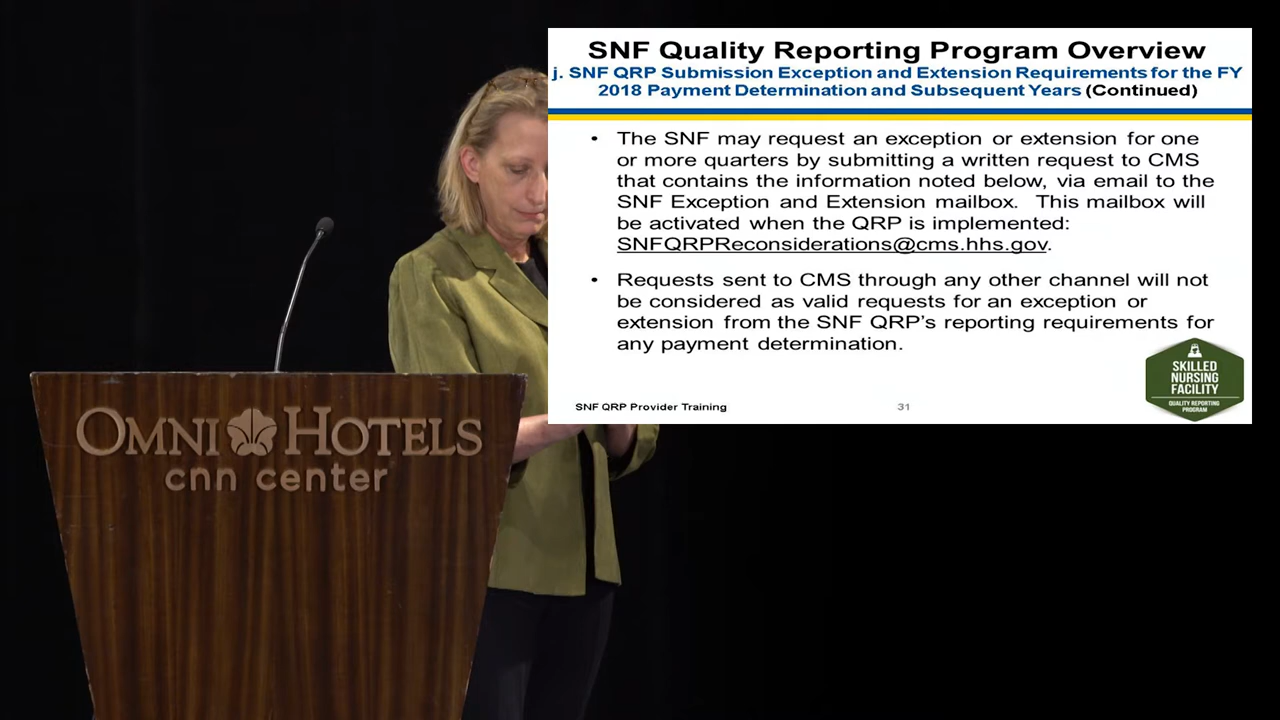 SNF Quality Reporting Program Overview
j. SNF QRP Submission Exception and Extension Requirements for the FY
2018 Payment Determination and Subsequent Years (Continued)
• The SNF may request an exception or extension for one
or more quarters by submitting a written request to CMS
that contains the information noted below, via email to the
SNF Exception and Extension mailbox. This mailbox will
be activated when the QRP is implemented:
SNFQRPReconsiderations@cms.hhs.gov.
• Requests sent to CMS through any other channel will not
be considered as valid requests for an exception or
extension from the SNF QRP's reporting requirements for
any payment determination.
SKILLED
NURSING
FACILITY
QUALITY REPORTING
PROGRAM
SNF QRP Provider Training
31
OMNI HOTELS
cnn center